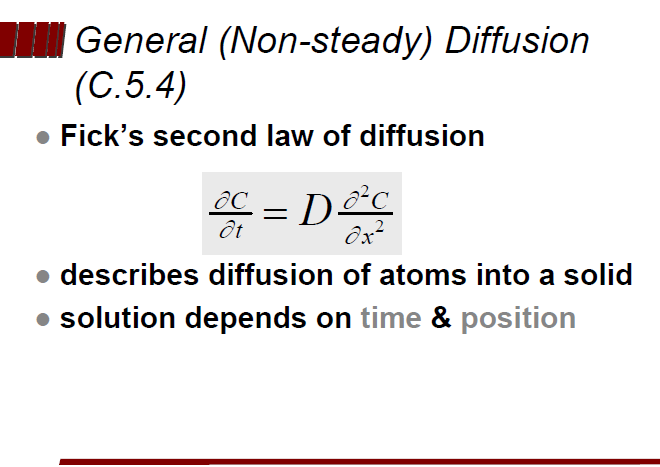 General (Non-steady) Diffusion
(C.5.4)
● Fick’s second law of diffusion
∂C/∂t = D ∂²C/∂x²
● describes diffusion of atoms into a solid
● solution depends on time & position